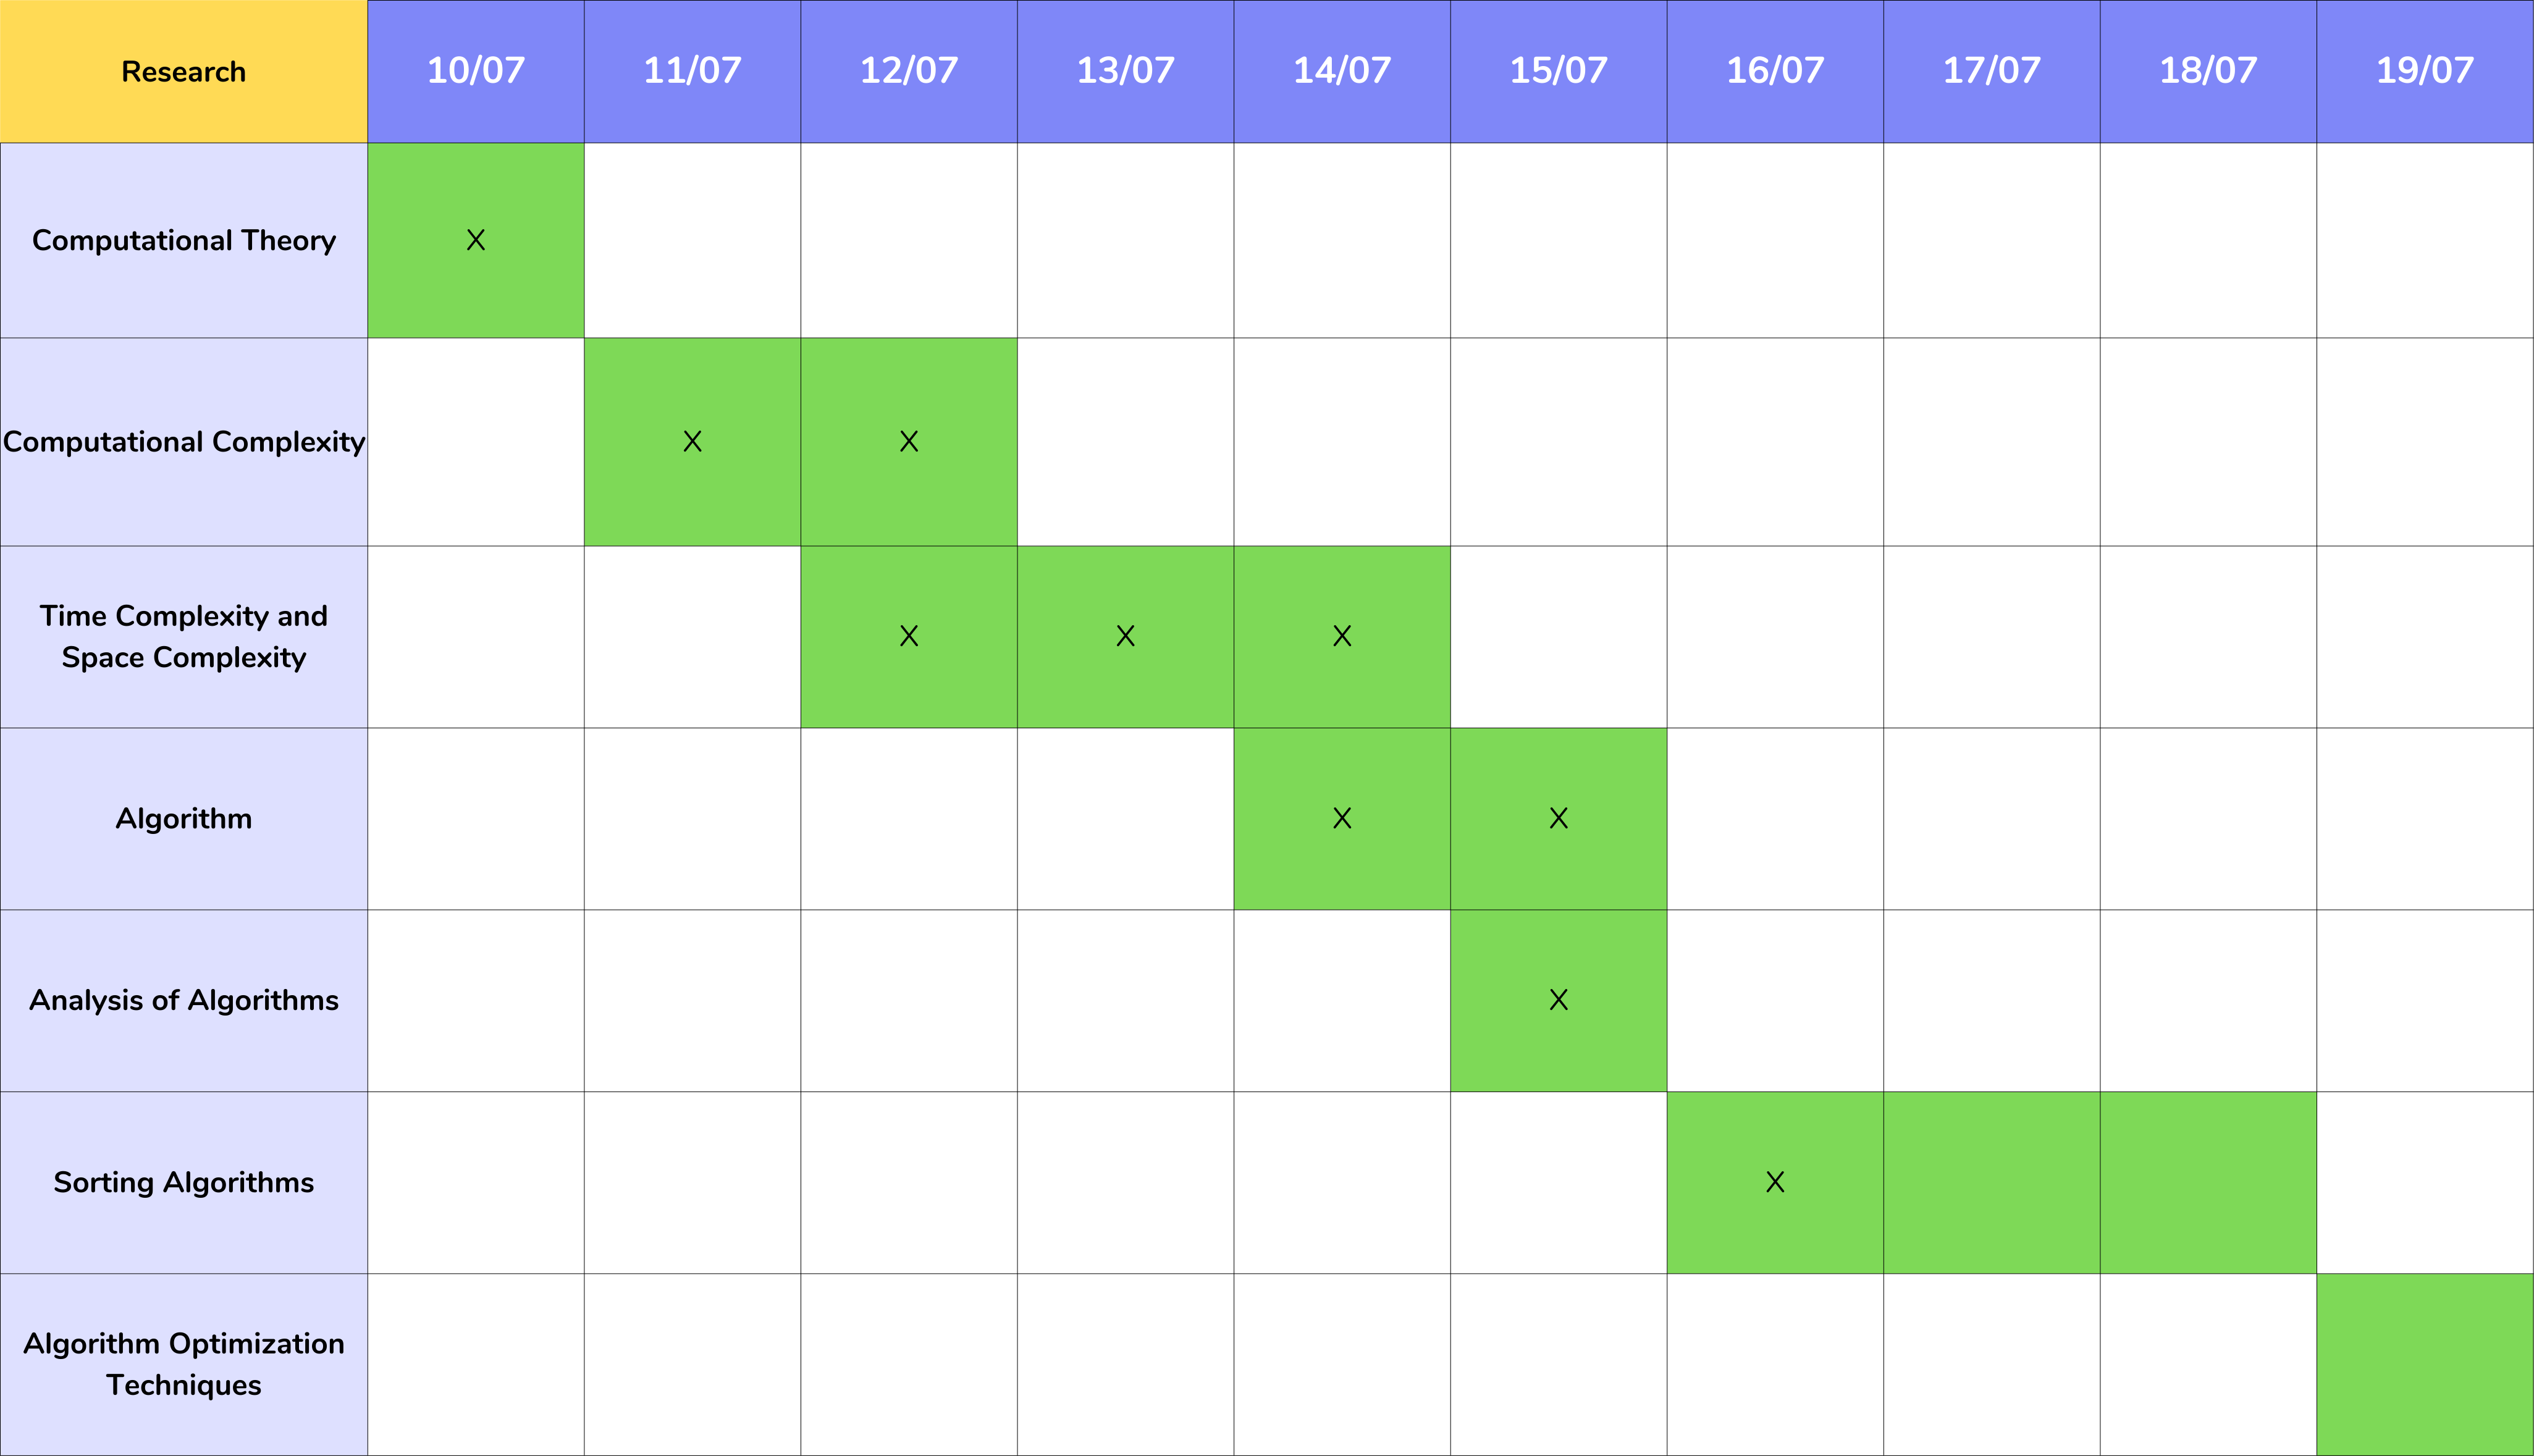 Research 10/07 11/07 12/07 13/07 14/07 15/07 16/07 17/07 18/07 19/07
Computational Theory X
Computational Complexity X X
Time Complexity and
Space Complexity X X X
Algorithm X X
Analysis of Algorithms X
Sorting Algorithms X
Algorithm Optimization
Techniques